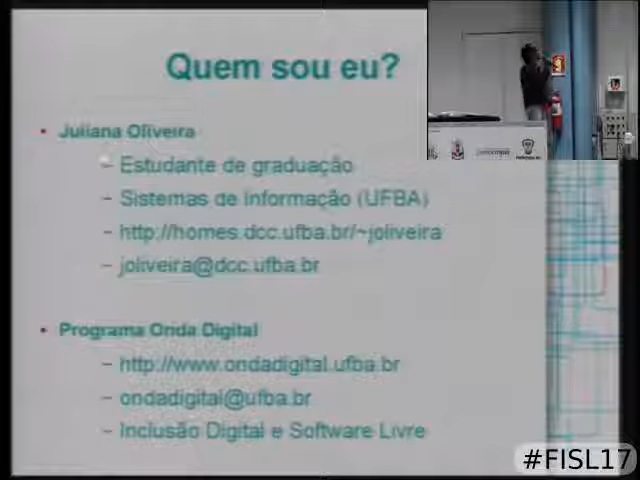 Quem sou eu?
• Juliana Oliveira
– Estudante de graduação
– Sistemas de Informação (UFBA)
– http://homes.dcc.ufba.br/~joliveira
– joliveira@dcc.ufba.br
• Programa Onda Digital
– http://www.ondadigital.ufba.br
– ondadigital@ufba.br
– Inclusão Digital e Software Livre
#FISL17